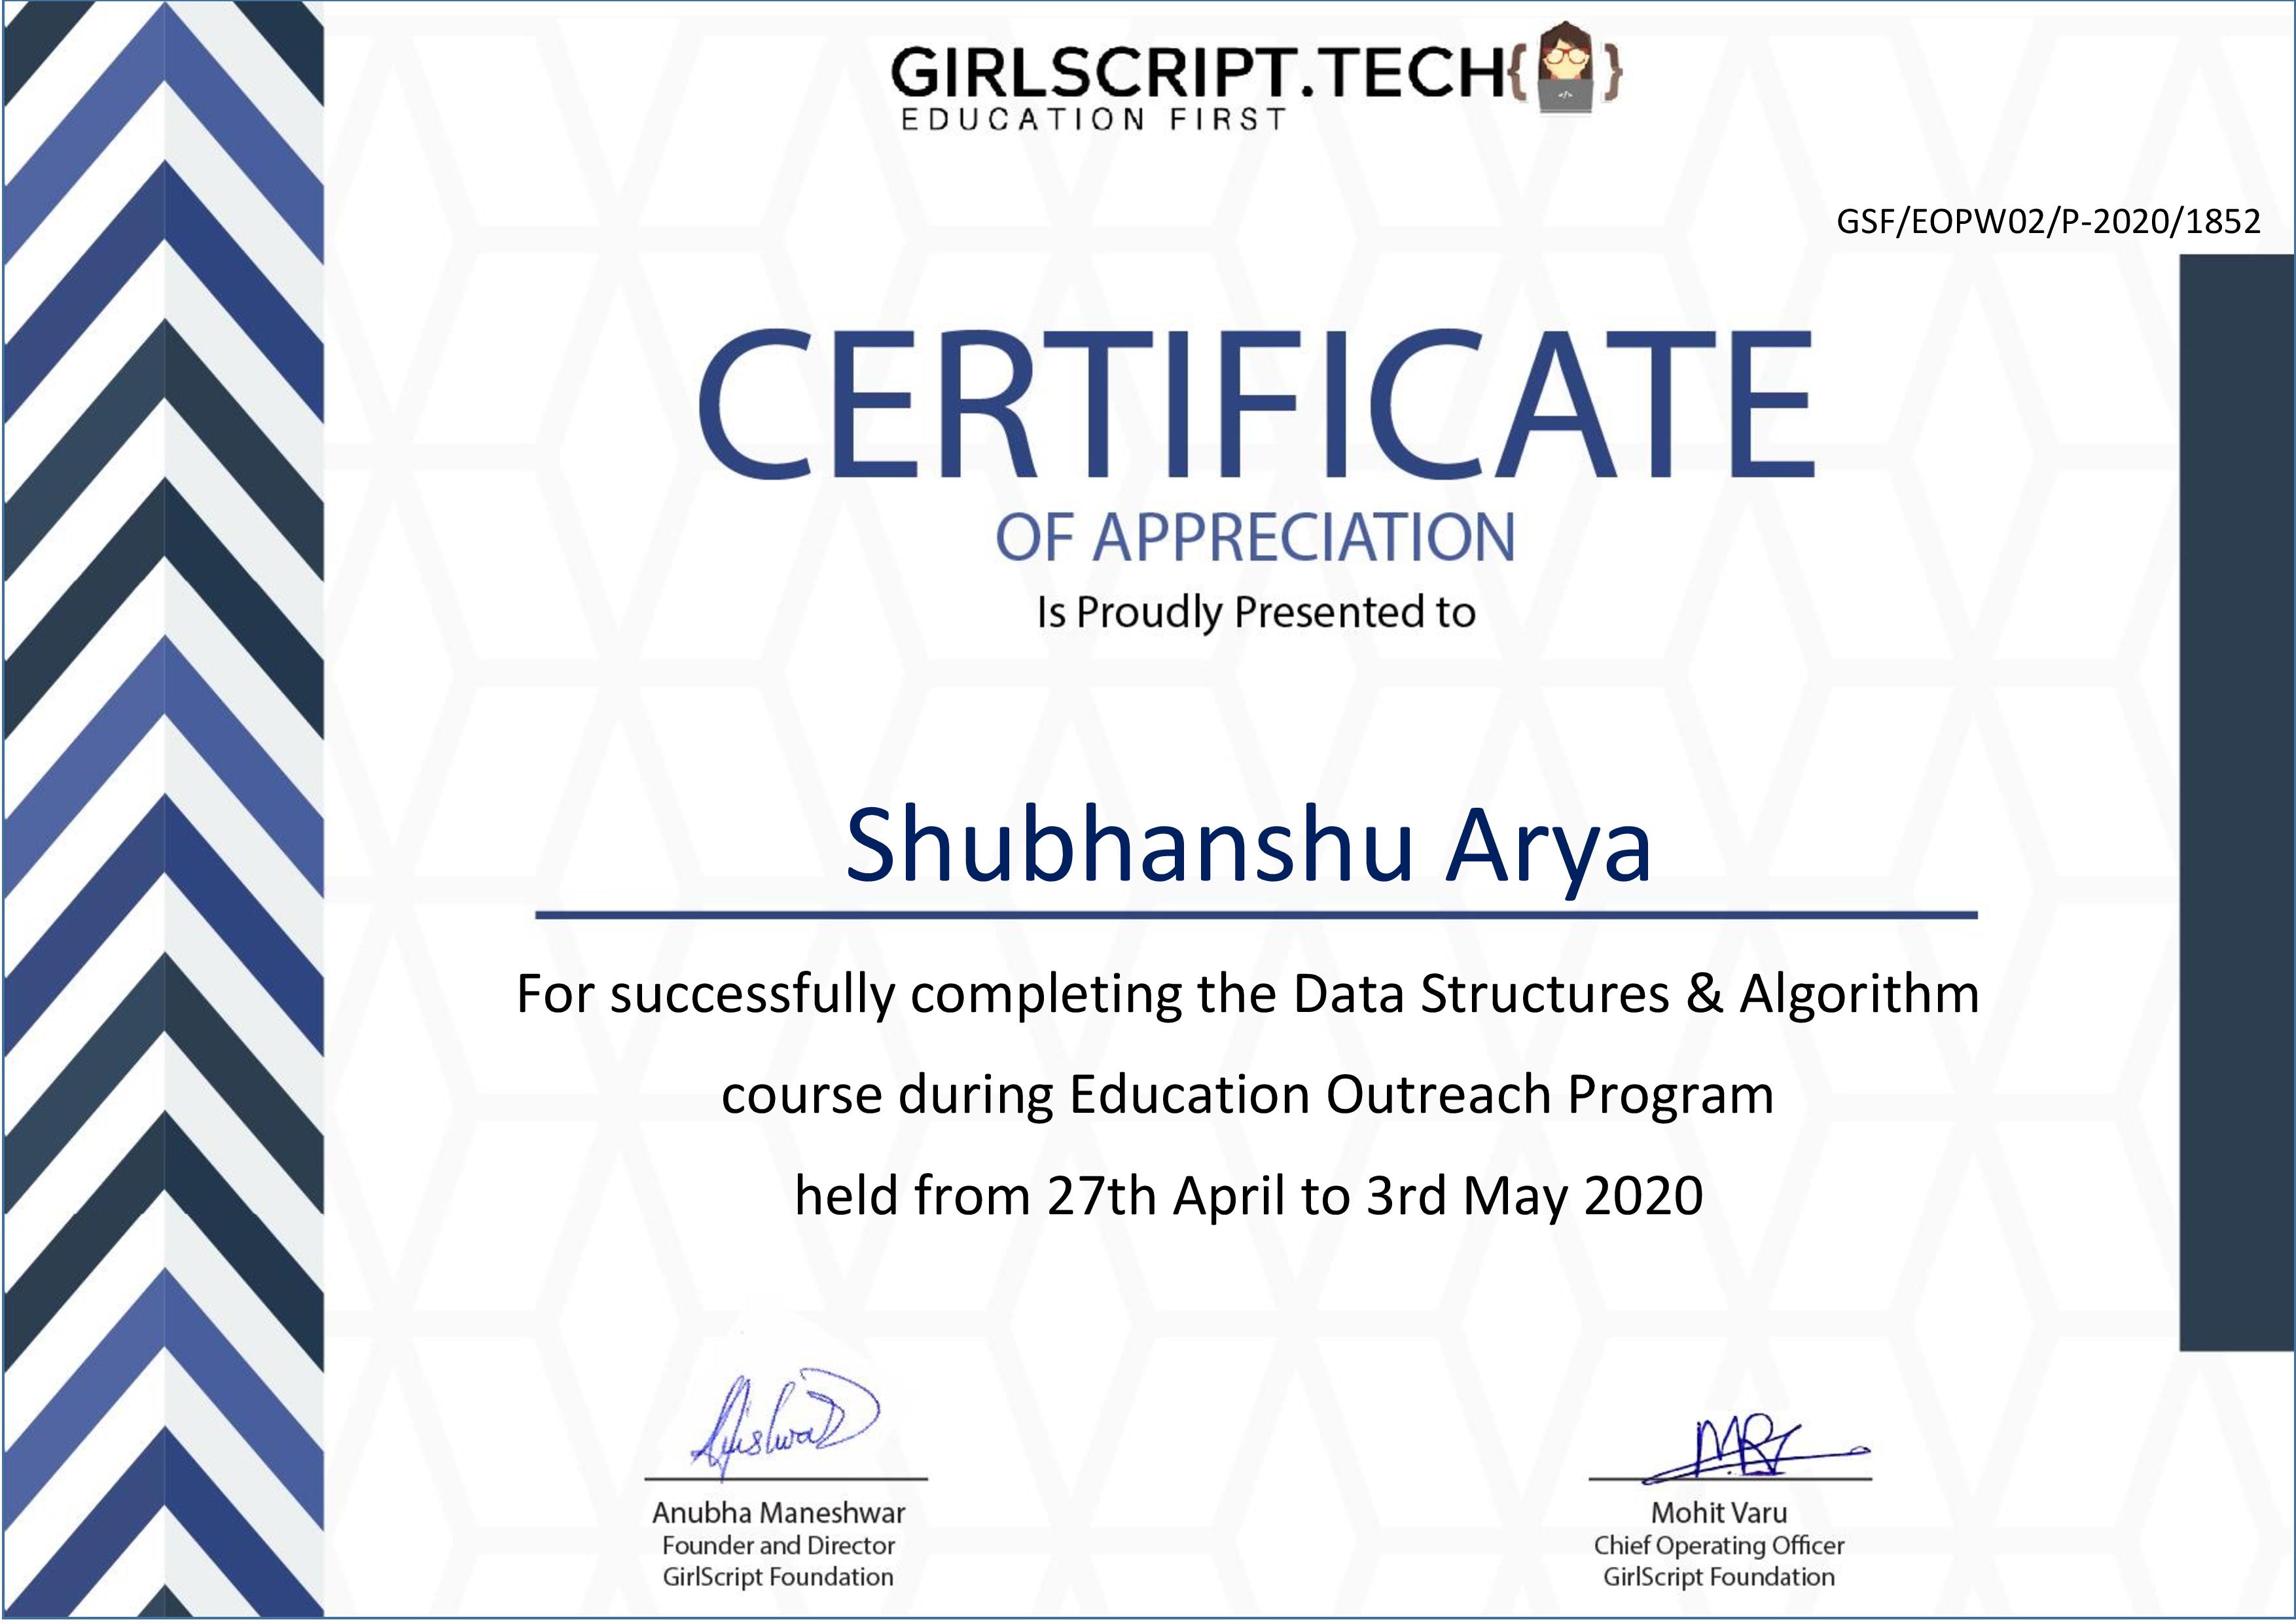 GIRLSCRIPT.TECH{ }
EDUCATION FIRST
GSF/EOPW02/P-2020/1852
CERTIFICATE
OF APPRECIATION
Is Proudly Presented to
Shubhanshu Arya
For successfully completing the Data Structures & Algorithm
course during Education Outreach Program
held from 27th April to 3rd May 2020
Anubha Maneshwar
Founder and Director
GirlScript Foundation
Mohit Varu
Chief Operating Officer
GirlScript Foundation